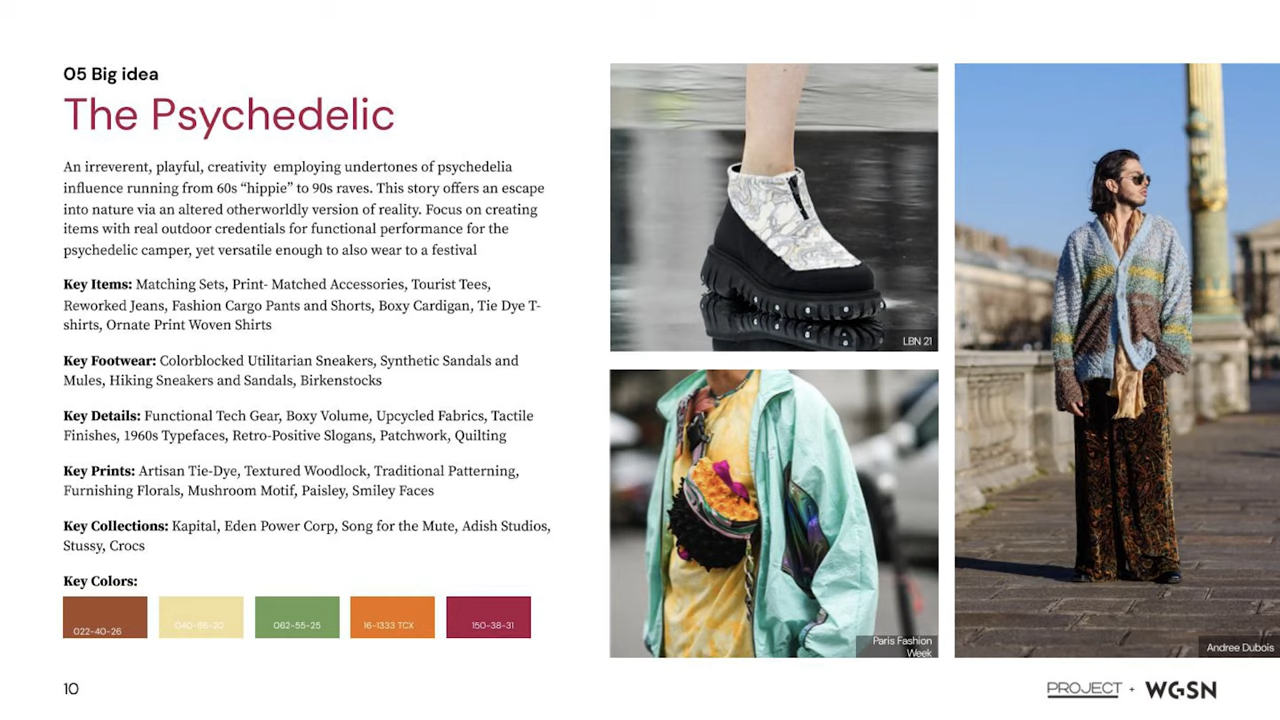 05 Big idea
The Psychedelic
An irreverent, playful, creativity employing undertones of psychedelia
influence running from 60s “hippie” to 90s raves. This story offers an escape
into nature via an altered otherworldly version of reality. Focus on creating
items with real outdoor credentials for functional performance for the
psychedelic camper, yet versatile enough to also wear to a festival
Key Items: Matching Sets, Print- Matched Accessories, Tourist Tees,
Reworked Jeans, Fashion Cargo Pants and Shorts, Boxy Cardigan, Tie Dye T-
shirts, Ornate Print Woven Shirts
Key Footwear: Colorblocked Utilitarian Sneakers, Synthetic Sandals and
Mules, Hiking Sneakers and Sandals, Birkenstocks
Key Details: Functional Tech Gear, Boxy Volume, Upcycled Fabrics, Tactile
Finishes, 1960s Typefaces, Retro-Positive Slogans, Patchwork, Quilting
Key Prints: Artisan Tie-Dye, Textured Woodlock, Traditional Patterning,
Furnishing Florals, Mushroom Motif, Paisley, Smiley Faces
Key Collections: Kapital, Eden Power Corp, Song for the Mute, Adish Studios,
Stussy, Crocs
Key Colors:
022-40-26
062-55-25
16-1333 TCX
150-38-31
LBN 21
Paris Fashion
Week
Andree Dubois
10
PROJECT + WGSN